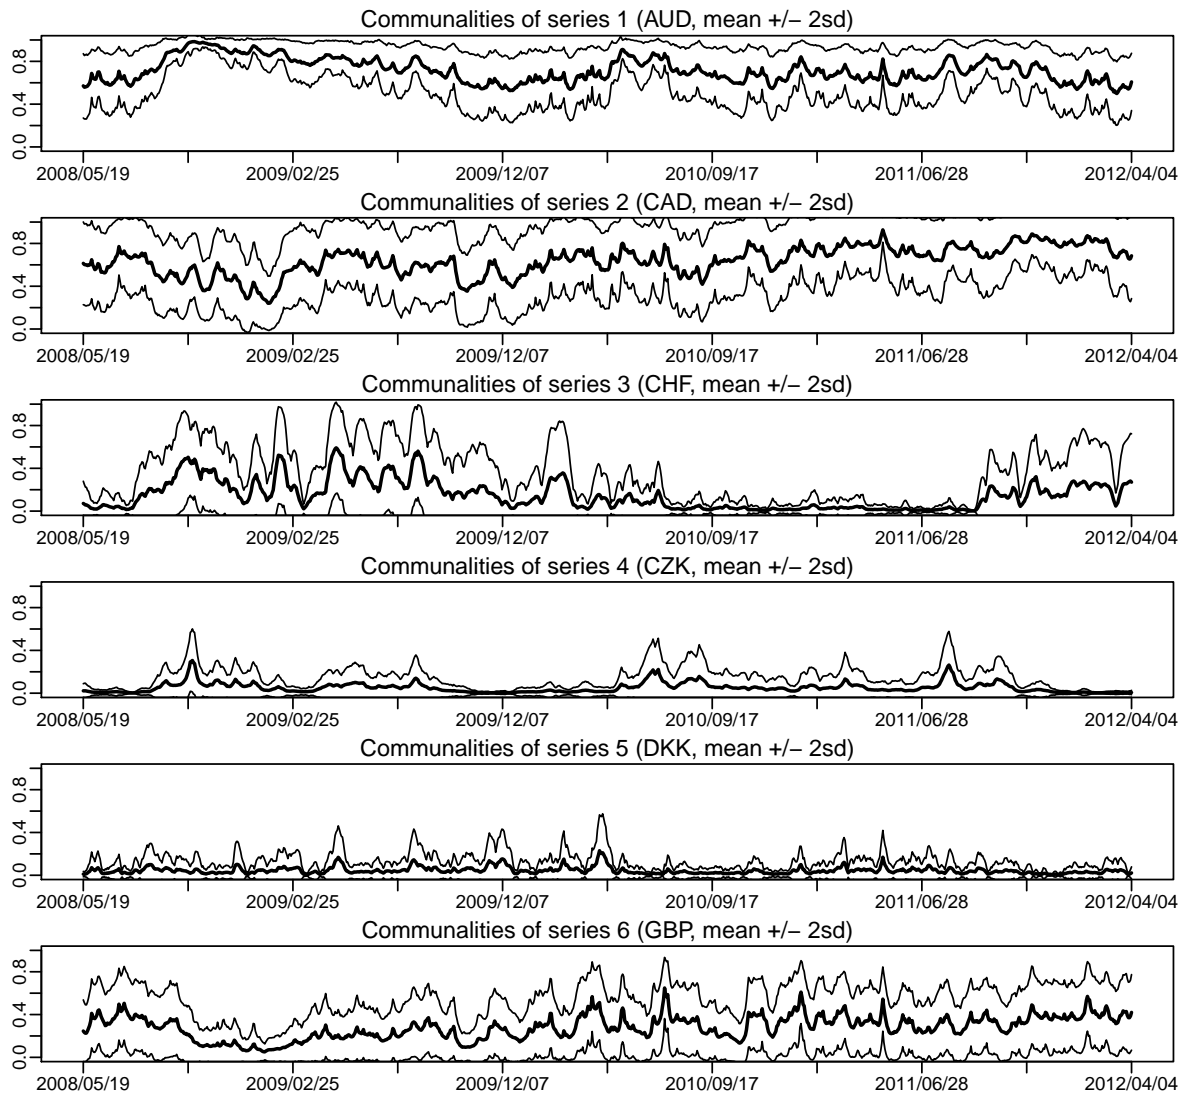 Communalities of series 1 (AUD, mean +/− 2sd)
0.0 0.4 0.8
2008/05/19 2009/02/25 2009/12/07 2010/09/17 2011/06/28 2012/04/04
Communalities of series 2 (CAD, mean +/− 2sd)
0.0 0.4 0.8
2008/05/19 2009/02/25 2009/12/07 2010/09/17 2011/06/28 2012/04/04
Communalities of series 3 (CHF, mean +/− 2sd)
0.0 0.4 0.8
2008/05/19 2009/02/25 2009/12/07 2010/09/17 2011/06/28 2012/04/04
Communalities of series 4 (CZK, mean +/− 2sd)
0.0 0.4 0.8
2008/05/19 2009/02/25 2009/12/07 2010/09/17 2011/06/28 2012/04/04
Communalities of series 5 (DKK, mean +/− 2sd)
0.0 0.4 0.8
2008/05/19 2009/02/25 2009/12/07 2010/09/17 2011/06/28 2012/04/04
Communalities of series 6 (GBP, mean +/− 2sd)
0.0 0.4 0.8
2008/05/19 2009/02/25 2009/12/07 2010/09/17 2011/06/28 2012/04/04